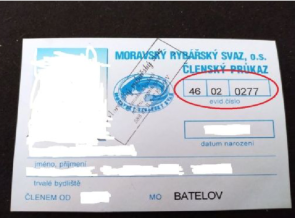 MORAVSKÝ RYBÁŘSKÝ SVAZ, o.s.
ČLENSKÝ PRŮKAZ
46 02 0277
evid.číslo
datum narození
jméno, příjmení
trvalé bydliště
ČLENEM OD MO BATELOV